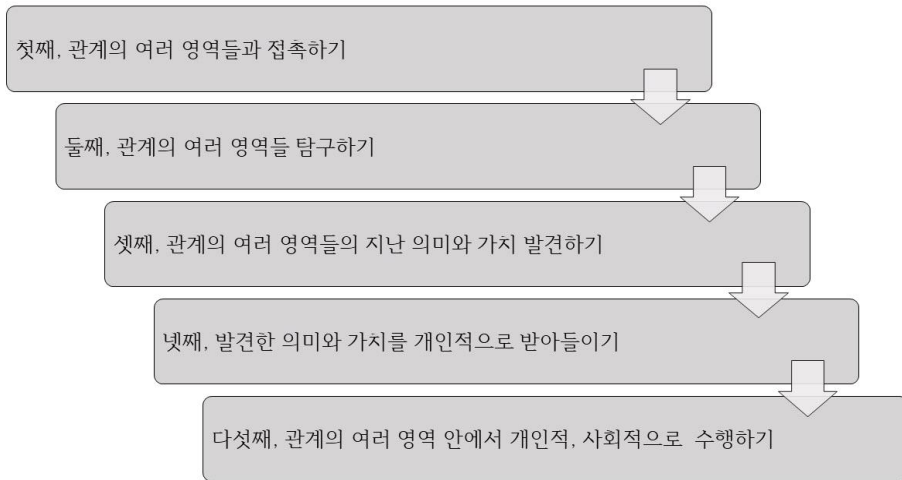 첫째, 관계의 여러 영역들과 접촉하기
둘째, 관계의 여러 영역들 탐구하기
셋째, 관계의 여러 영역들의 지난 의미와 가치 발견하기
넷째, 발견한 의미와 가치를 개인적으로 받아들이기
다섯째, 관계의 여러 영역 안에서 개인적, 사회적으로 수행하기